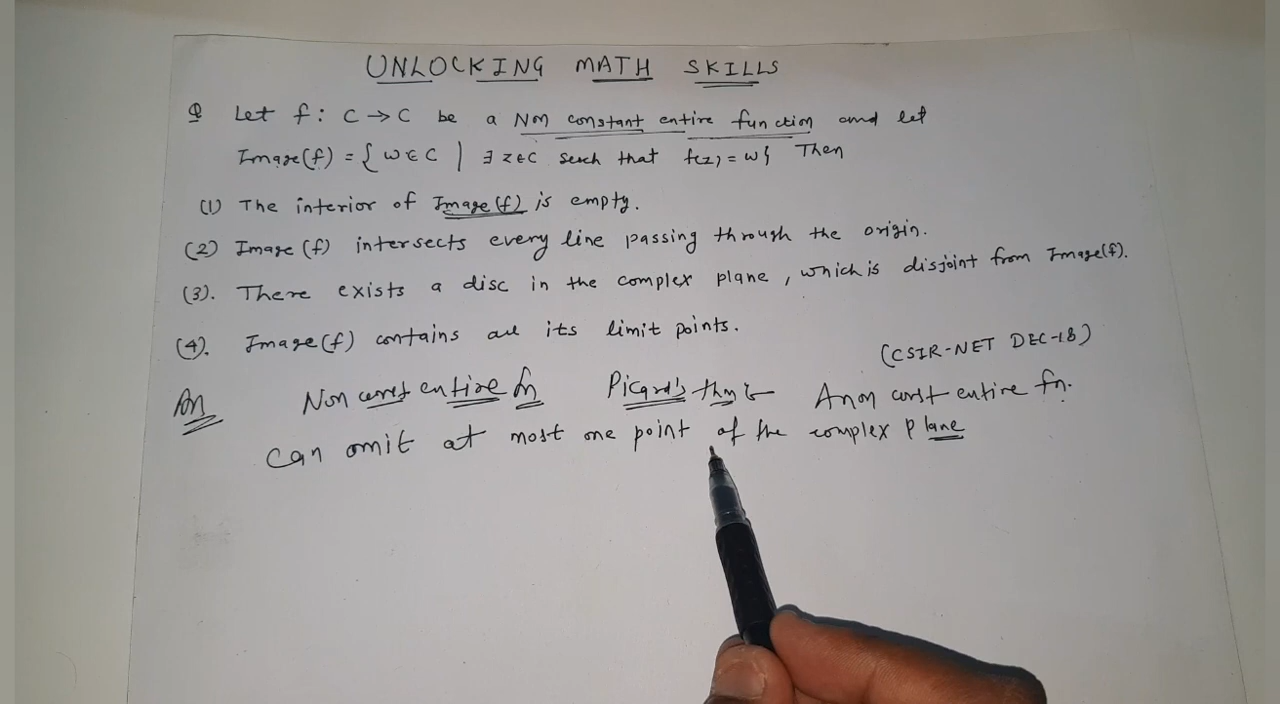 UNLOCKING MATH SKILLS
Q Let f: C → C be a Non constant entire function and let
Image(f) = { w ∈ C | ∃ z ∈ C such that f(z) = w} Then
(1) The interior of Image(f) is empty.
(2) Image(f) intersects every line passing through the origin.
(3). There exists a disc in the complex plane, which is disjoint from Image(f).
(4). Image(f) contains all its limit points.
(CSIR-NET DEC-18)
An Non const entire fn Picard's thm :- A non const entire fn.
can omit at most one point of the complex plane